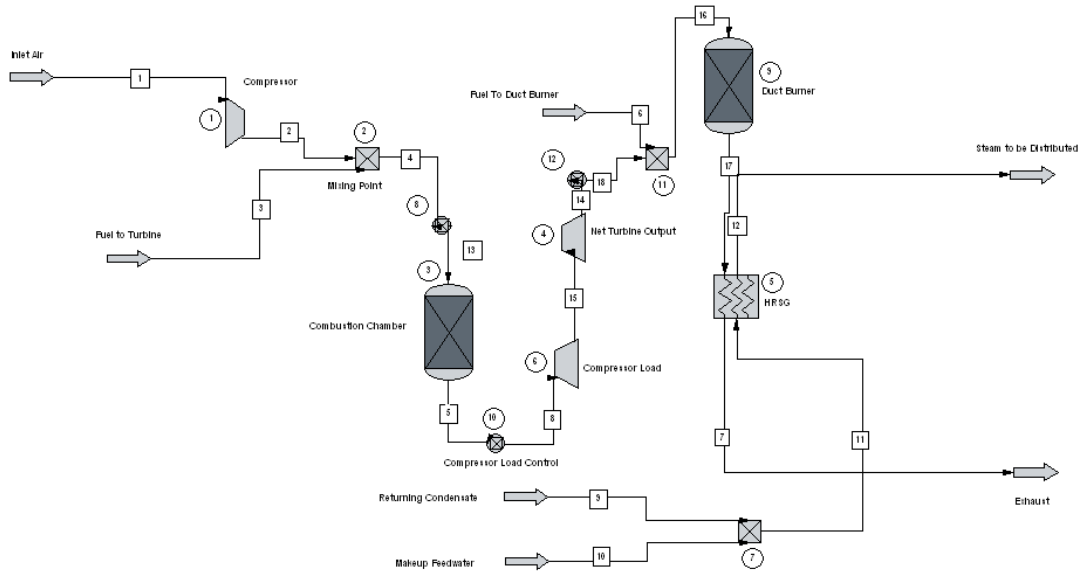 16
Inlet Air
1
Compressor
9
Duct Burner
Fuel To Duct Burner
6
1
2
2
4
12
18
11
17
Steam to be Distributed
Mixing Point
14
3
8
4
Net Turbine Output
12
Fuel to Turbine
13
3
5
HRSG
15
Combustion Chamber
6
Compressor Load
5
10
8
7
11
Compressor Load Control
Returning Condensate
9
Exhaust
Makeup Feedwater
10
7